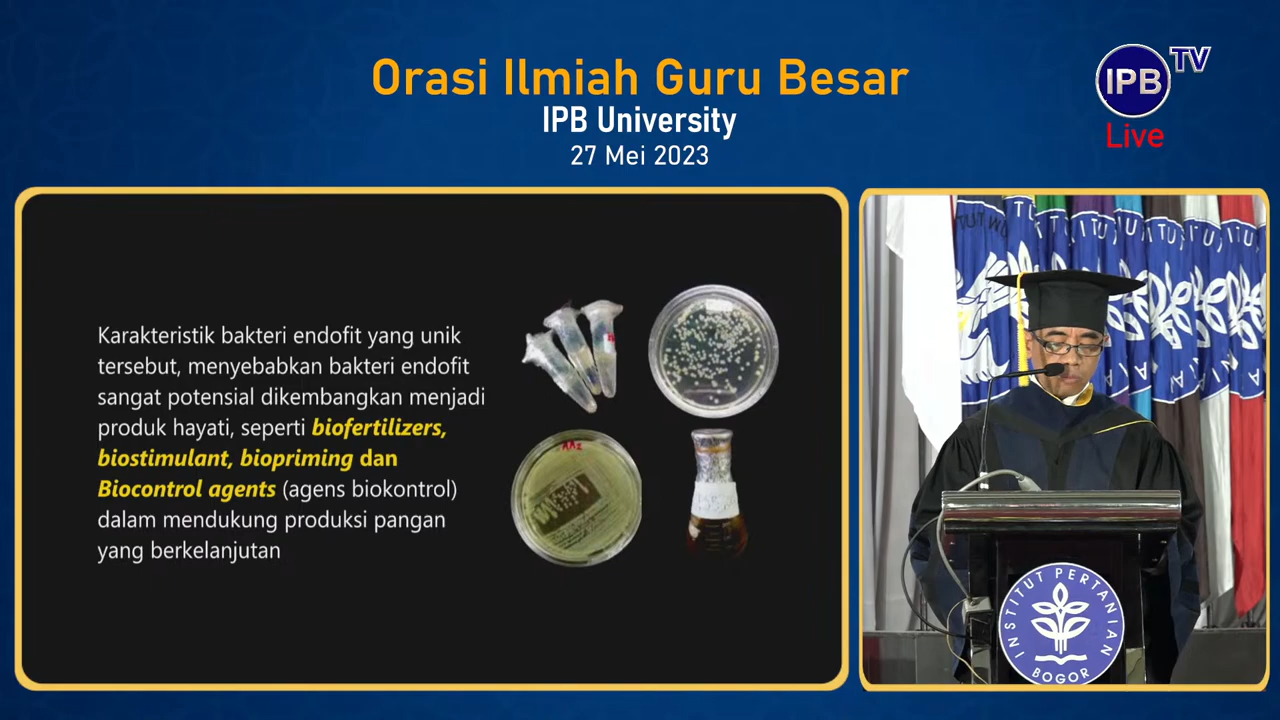 Orasi Ilmiah Guru Besar
IPB University
27 Mei 2023
IPB TV
Live
Karakteristik bakteri endofit yang unik
tersebut, menyebabkan bakteri endofit
sangat potensial dikembangkan menjadi
produk hayati, seperti biofertilizers,
biostimulant, biopriming dan
Biocontrol agents (agens biokontrol)
dalam mendukung produksi pangan
yang berkelanjutan
INSTITUT PERTANIAN
BOGOR